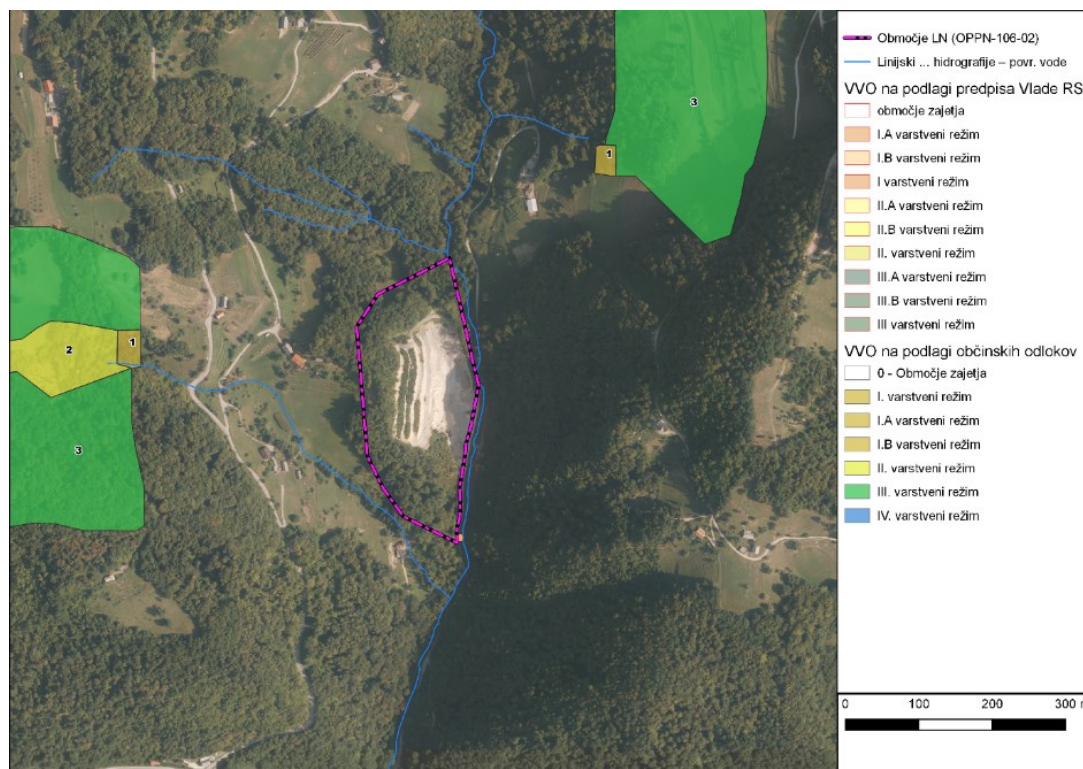 3
1
2
1
3
Območje LN (OPPN-106-02)
Linijski ... hidrografije – povr. vode
VVO na podlagi predpisa Vlade RS
območje zajetja
I.A varstveni režim
I.B varstveni režim
I varstveni režim
II.A varstveni režim
II.B varstveni režim
II. varstveni režim
III.A varstveni režim
III.B varstveni režim
III varstveni režim
VVO na podlagi občinskih odlokov
0 - Območje zajetja
I. varstveni režim
I.A varstveni režim
I.B varstveni režim
II. varstveni režim
III. varstveni režim
IV. varstveni režim
0 100 200 300